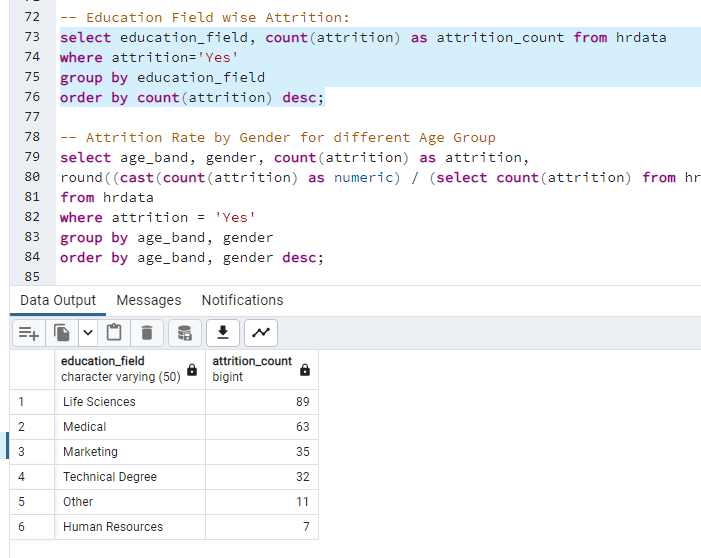 72 -- Education Field wise Attrition:
73 select education_field, count(attrition) as attrition_count from hrdata
74 where attrition='Yes'
75 group by education_field
76 order by count(attrition) desc;
77
78 -- Attrition Rate by Gender for different Age Group
79 select age_band, gender, count(attrition) as attrition,
80 round((cast(count(attrition) as numeric) / (select count(attrition) from hr
81 from hrdata
82 where attrition = 'Yes'
83 group by age_band, gender
84 order by age_band, gender desc;
85
Data Output Messages Notifications
education_field attrition_count
character varying (50) bigint
1 Life Sciences 89
2 Medical 63
3 Marketing 35
4 Technical Degree 32
5 Other 11
6 Human Resources 7